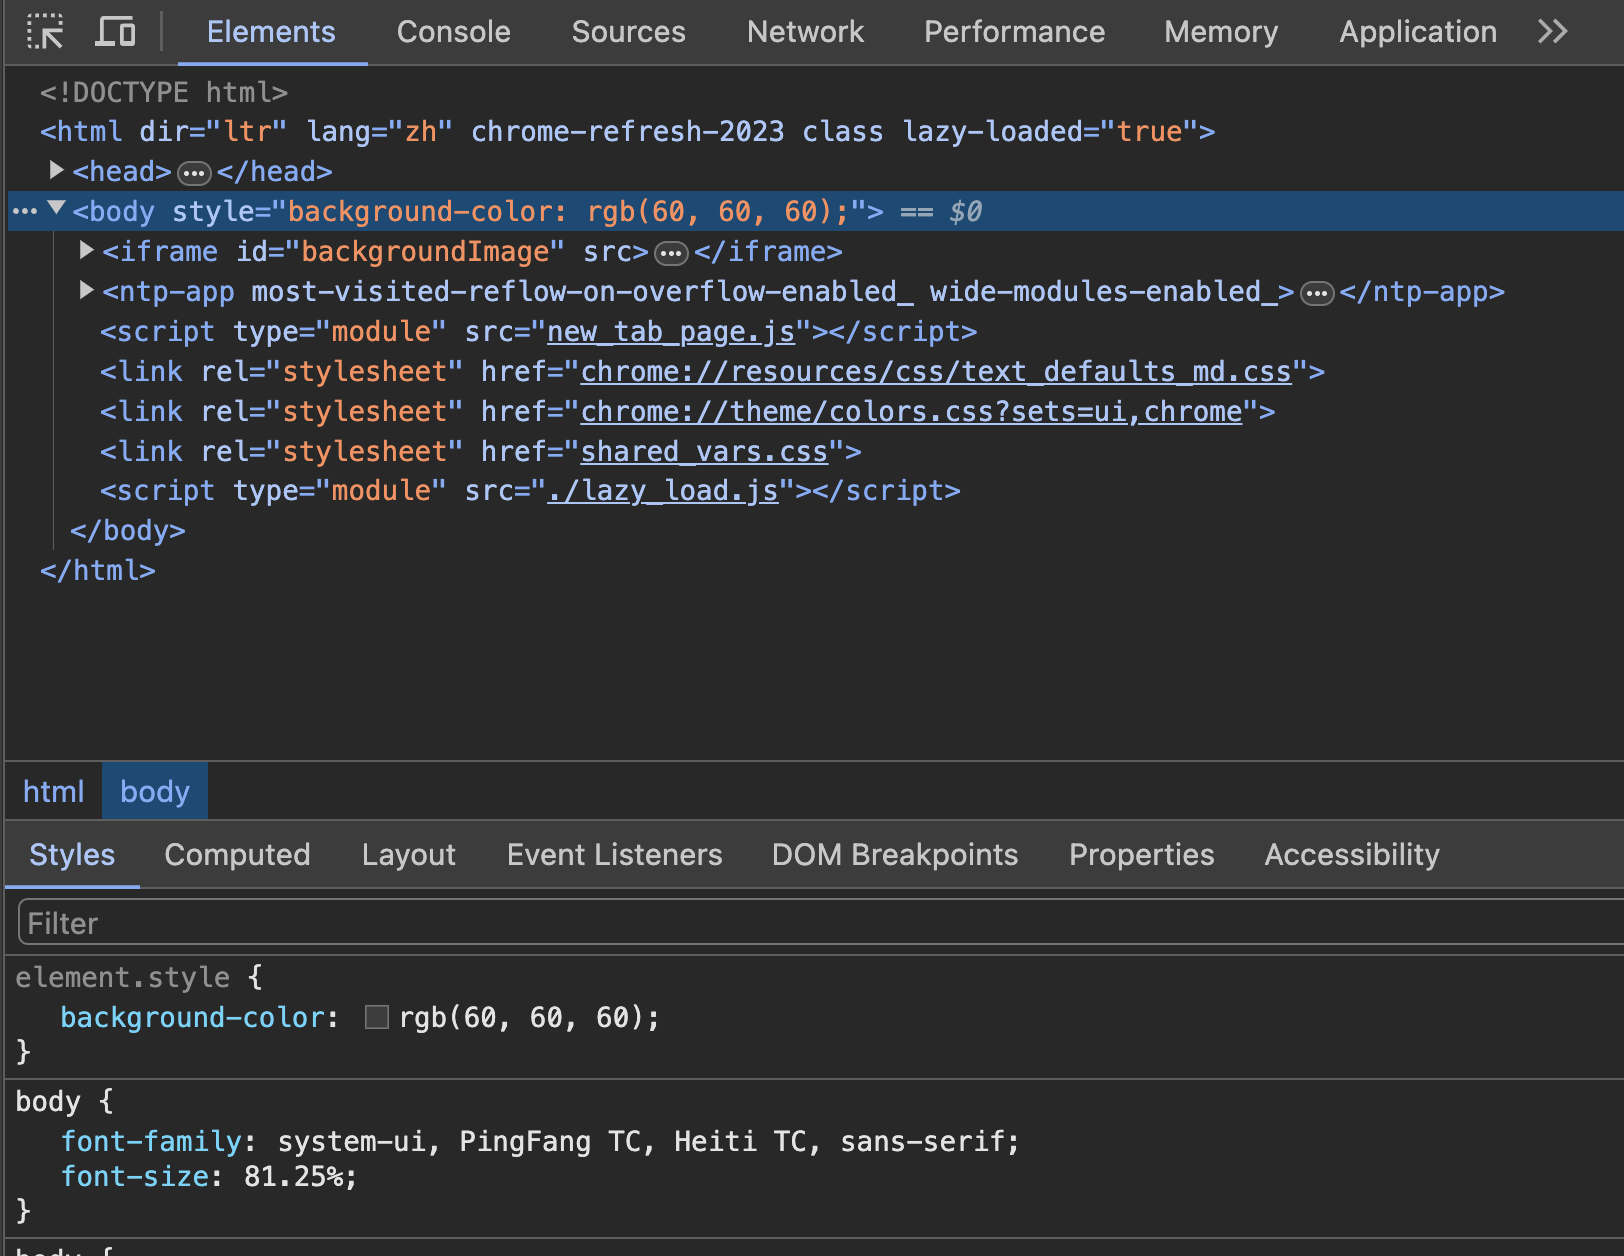 Elements Console Sources Network Performance Memory Application
<!DOCTYPE html>
<html dir="ltr" lang="zh" chrome-refresh-2023 class lazy-loaded="true">
<head>…</head>
<body style="background-color: rgb(60, 60, 60);"> == $0
<iframe id="backgroundImage" src>…</iframe>
<ntp-app most-visited-reflow-on-overflow-enabled_ wide-modules-enabled_>…</ntp-app>
<script type="module" src="new_tab_page.js"></script>
<link rel="stylesheet" href="chrome://resources/css/text_defaults_md.css">
<link rel="stylesheet" href="chrome://theme/colors.css?sets=ui,chrome">
<link rel="stylesheet" href="shared_vars.css">
<script type="module" src="./lazy_load.js"></script>
</body>
</html>
html body
Styles Computed Layout Event Listeners DOM Breakpoints Properties Accessibility
Filter
element.style {
background-color: rgb(60, 60, 60);
}
body {
font-family: system-ui, PingFang TC, Heiti TC, sans-serif;
font-size: 81.25%;
}
body {